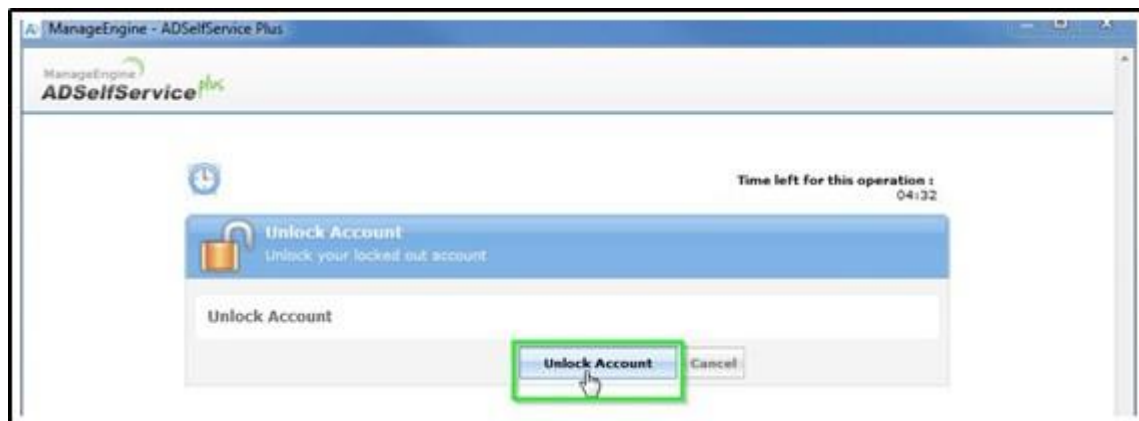 ManageEngine - ADSelfService Plus
ManageEngine
ADSelfService plus
Time left for this operation :
04:32
Unlock Account
Unlock your locked out account
Unlock Account
Unlock Account Cancel